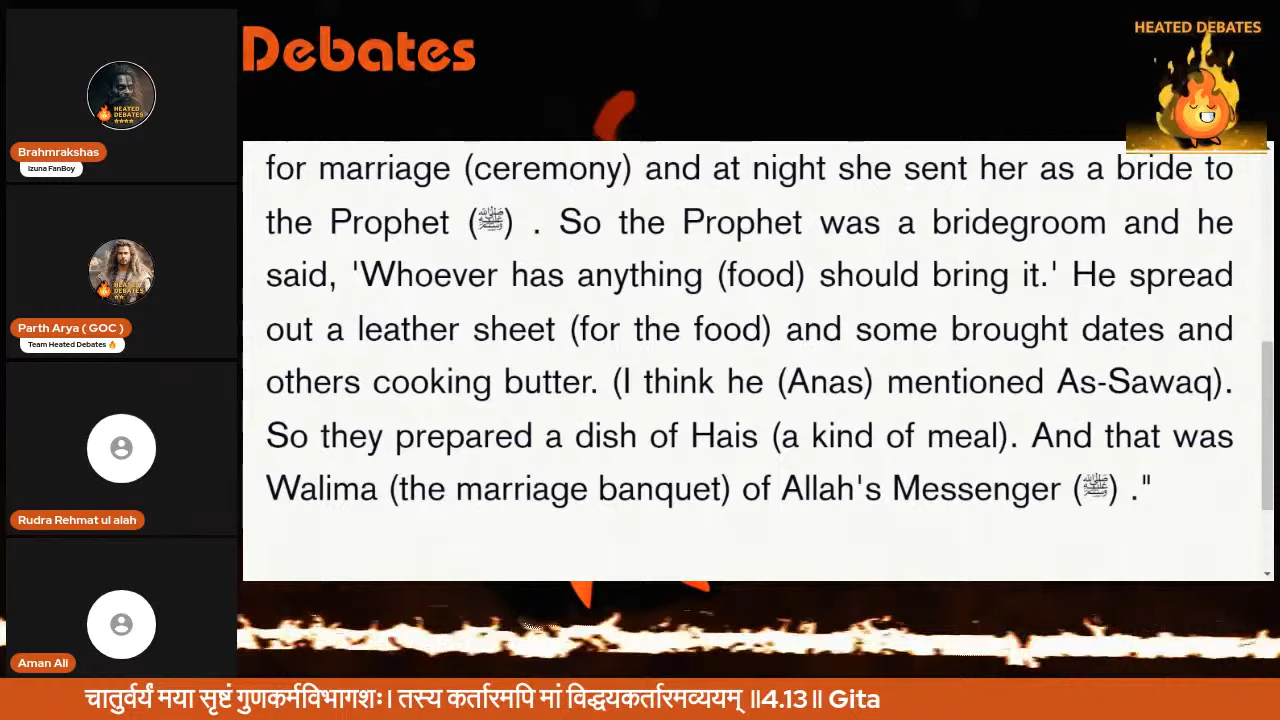 Debates
HEATED DEBATES
HEATED
DEBATES
Brahmrakshas
Izuna FanBoy
for marriage (ceremony) and at night she sent her as a bride to
the Prophet (ﷺ) . So the Prophet was a bridegroom and he
said, 'Whoever has anything (food) should bring it.' He spread
out a leather sheet (for the food) and some brought dates and
others cooking butter. (I think he (Anas) mentioned As-Sawaq).
So they prepared a dish of Hais (a kind of meal). And that was
Walima (the marriage banquet) of Allah's Messenger (ﷺ) ."
HEATED
DEBATES
Parth Arya ( GOC )
Team Heated Debates 🔥
Rudra Rehmat ul alah
Aman Ali
चातुर्वर्यं मया सृष्टं गुणकर्मविभागशः। तस्य कर्तारमपि मां विद्धयकर्तारमव्ययम् ॥4.13॥ Gita